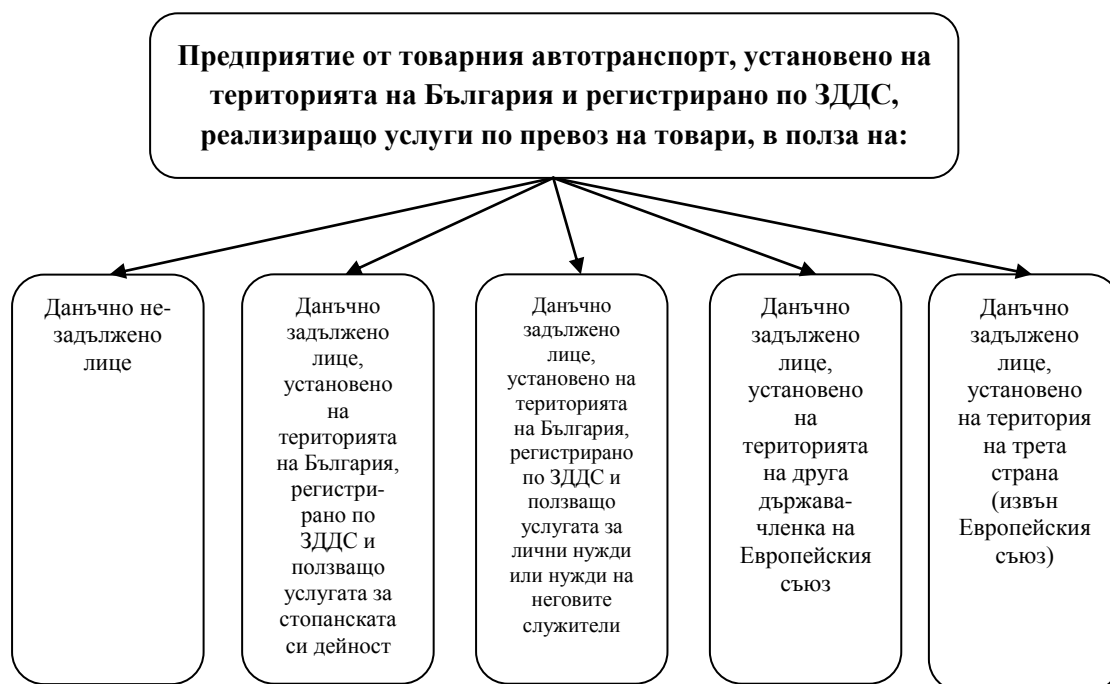 Предприятие от товарния автотранспорт, установено на
територията на България и регистрирано по ЗДДС,
реализиращо услуги по превоз на товари, в полза на:
Данъчно не-
задължено
лице
Данъчно
задължено
лице,
установено
на
територията
на България,
регистри-
рано по
ЗДДС и
ползващо
услугата за
стопанската
си дейност
Данъчно
задължено
лице,
установено на
територията
на България,
регистрирано
по ЗДДС и
ползващо
услугата за
лични нужди
или нужди на
неговите
служители
Данъчно
задължено
лице,
установено
на
територията
на друга
държава-
членка на
Европейския
съюз
Данъчно
задължено
лице,
установено
на територия
на трета
страна
(извън
Европейския
съюз)